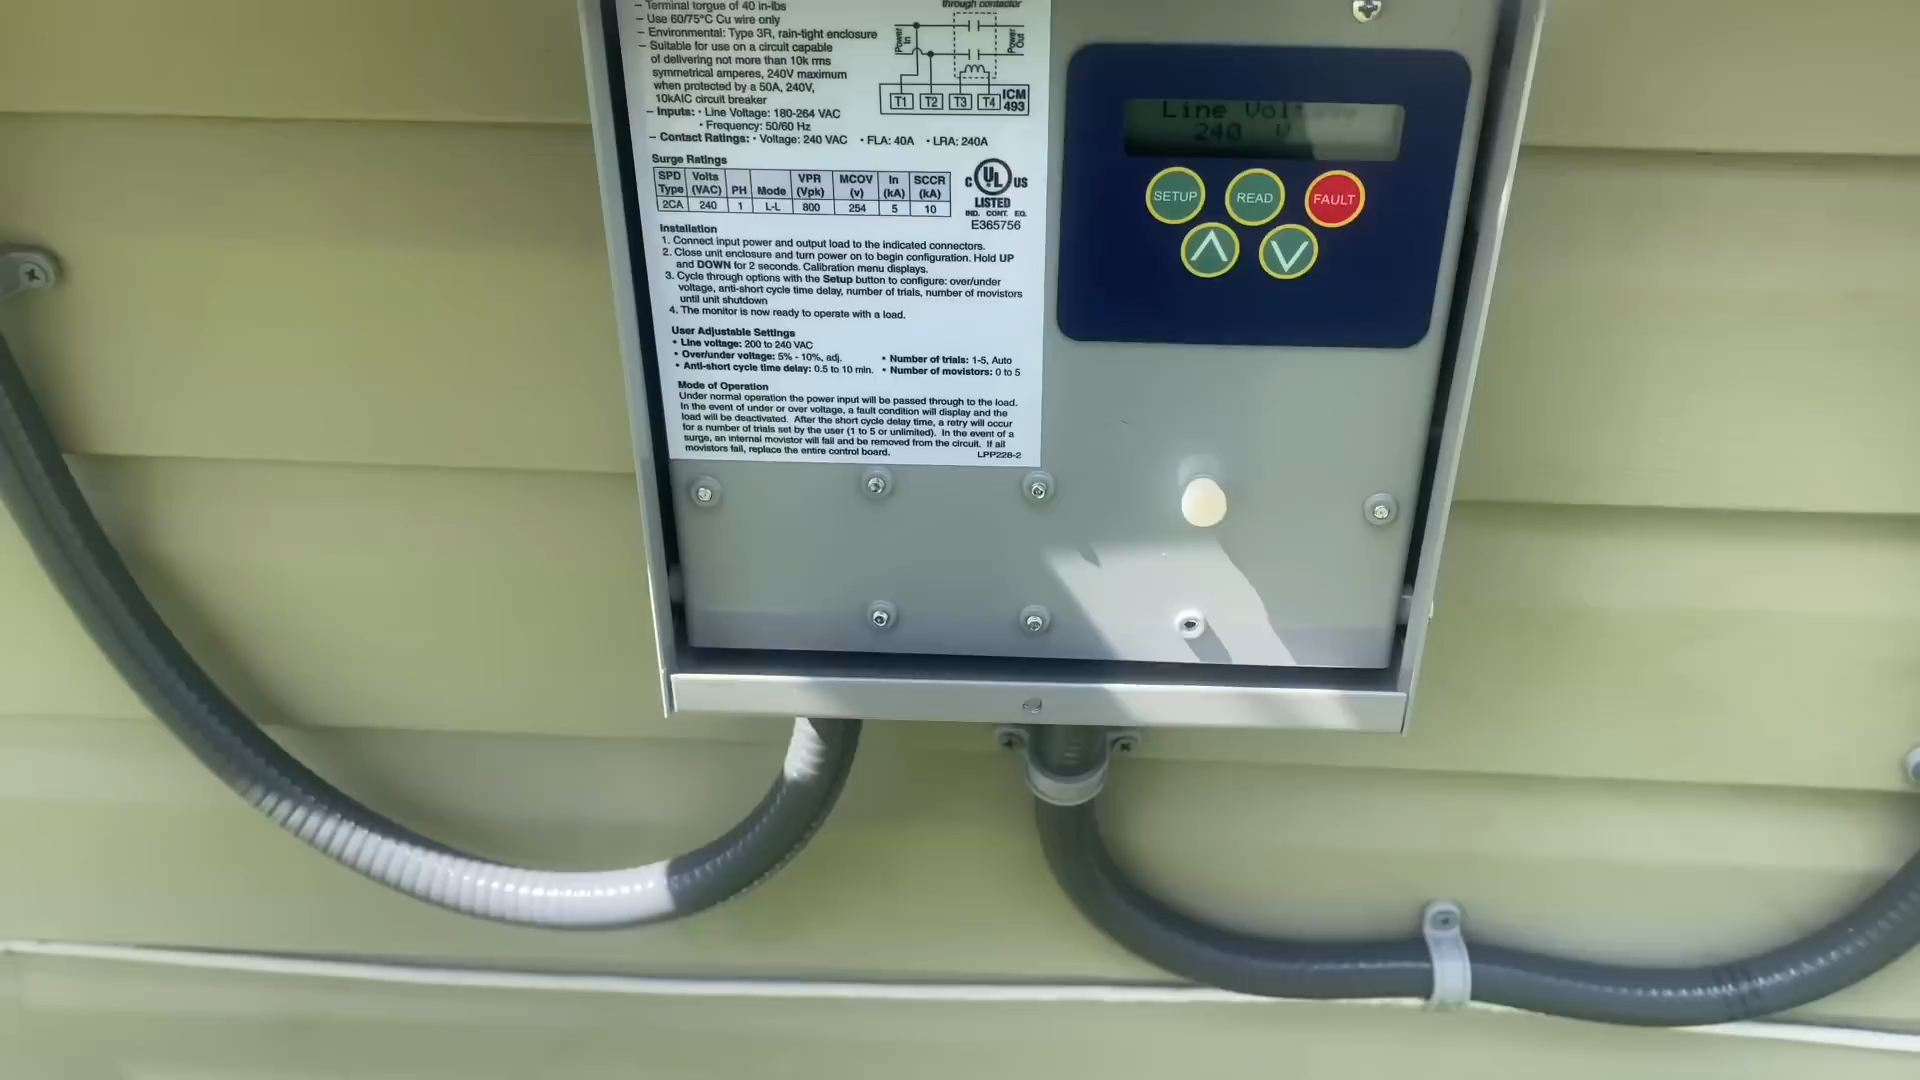 – Terminal torgue of 40 in-lbs
– Use 60/75°C Cu wire only
– Environmental: Type 3R, rain-tight enclosure
– Suitable for use on a circuit capable
of delivering not more than 10k rms
symmetrical amperes, 240V maximum
when protected by a 50A, 240V,
10kAIC circuit breaker
– Inputs: • Line Voltage: 180-264 VAC
• Frequency: 50/60 Hz
– Contact Ratings: • Voltage: 240 VAC • FLA: 40A • LRA: 240A
through contactor
Power In
Power Out
T1 T2 T3 T4 ICM 493
Surge Ratings
SPD Type Volts (VAC) PH Mode VPR (Vpk) MCOV (v) In (kA) SCCR (kA)
2CA 240 1 L-L 800 254 5 10
C UL US
LISTED
IND. CONT. EQ.
E365756
Installation
1. Connect input power and output load to the indicated connectors.
2. Close unit enclosure and turn power on to begin configuration. Hold UP
and DOWN for 2 seconds. Calibration menu displays.
3. Cycle through options with the Setup button to configure: over/under
voltage, anti-short cycle time delay, number of trials, number of movistors
until unit shutdown
4. The monitor is now ready to operate with a load.
User Adjustable Settings
• Line voltage: 200 to 240 VAC
• Over/under voltage: 5% - 10%, adj.
• Anti-short cycle time delay: 0.5 to 10 min.
• Number of trials: 1-5, Auto
• Number of movistors: 0 to 5
Mode of Operation
Under normal operation the power input will be passed through to the load.
In the event of under or over voltage, a fault condition will display and the
load will be deactivated. After the short cycle delay time, a retry will occur
for a number of trials set by the user (1 to 5 or unlimited). In the event of a
surge, an internal movistor will fail and be removed from the circuit. If all
movistors fail, replace the entire control board.
LPP228-2
Line Voltage
240 V
SETUP
READ
FAULT